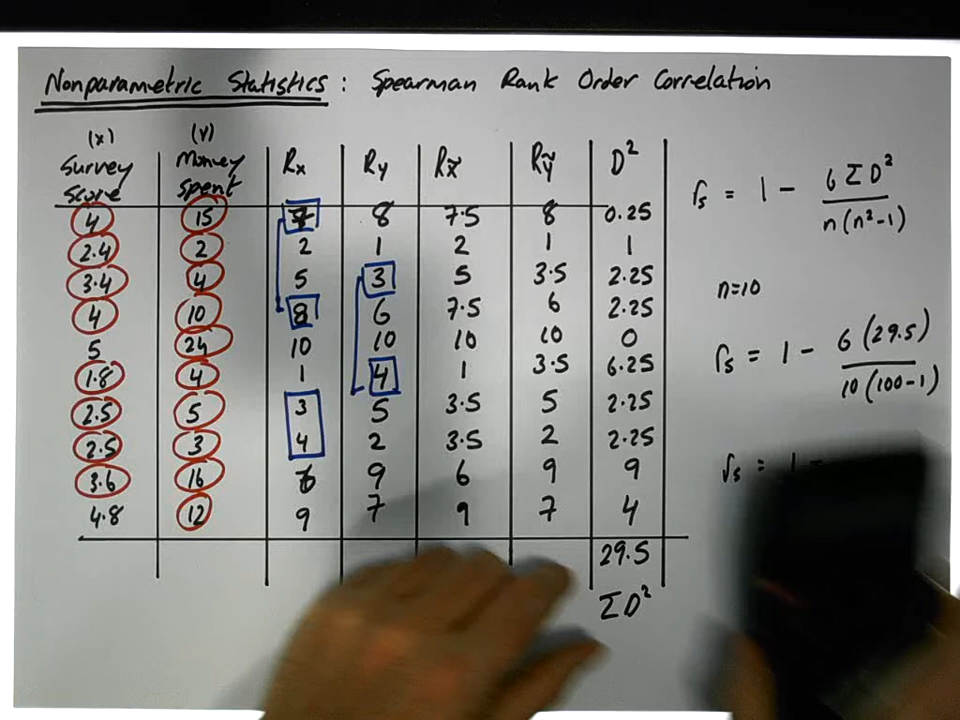 Nonparametric Statistics : Spearman Rank Order Correlation
(x) (y)
Survey score Money spent Rx Ry Rx̃ Rỹ D²
4 15 7 8 7.5 8 0.25
2.4 2 2 1 2 1 1
3.4 4 5 3 5 3.5 2.25
4 10 8 6 7.5 6 2.25
5 24 10 10 10 10 0
1.8 4 1 4 1 3.5 6.25
2.5 5 3 5 3.5 5 2.25
2.5 3 4 2 3.5 2 2.25
3.6 16 6 9 6 9 9
4.8 12 9 7 9 7 4
29.5
ΣD²
rs = 1 - 6ΣD² / n(n²-1)
n=10
rs = 1 - 6(29.5) / 10(100-1)
rs = 1 -